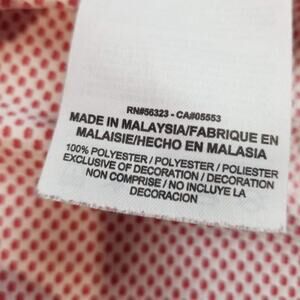 RN#56323 - CA#05553
MADE IN MALAYSIA/FABRIQUE EN
MALAISIE/HECHO EN MALASIA
100% POLYESTER / POLYESTER / POLIESTER
EXCLUSIVE OF DECORATION / DECORATION
NON COMPRISE / NO INCLUYE LA
DECORACION